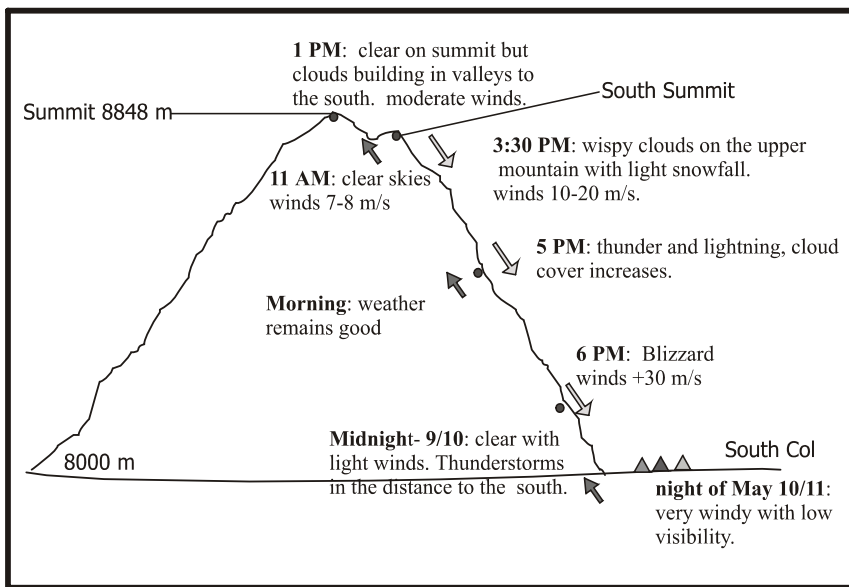 1 PM: clear on summit but
clouds building in valleys to
the south. moderate winds.
South Summit
Summit 8848 m
3:30 PM: wispy clouds on the upper
mountain with light snowfall.
winds 10-20 m/s.
11 AM: clear skies
winds 7-8 m/s
5 PM: thunder and lightning, cloud
cover increases.
Morning: weather
remains good
6 PM: Blizzard
winds +30 m/s
Midnight- 9/10: clear with
light winds. Thunderstorms
in the distance to the south.
8000 m
South Col
night of May 10/11:
very windy with low
visibility.